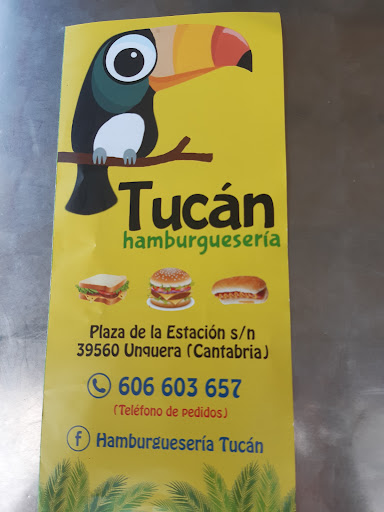 Tucán
hamburguesería
Plaza de la Estación s/n
39560 Unquera (Cantabria)
606 603 657
(Teléfono de pedidos)
f Hamburguesería Tucán